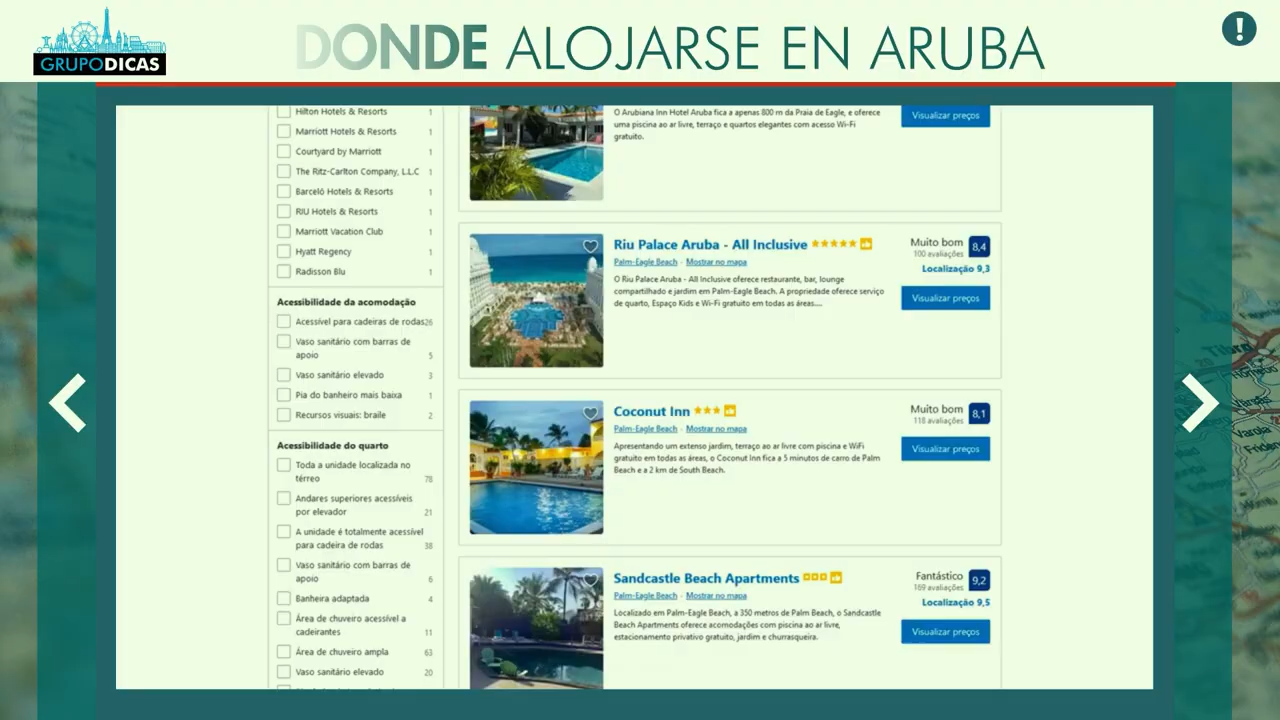 GRUPODICAS
DONDE ALOJARSE EN ARUBA
Hilton Hotels & Resorts 1
Marriott Hotels & Resorts 1
Courtyard by Marriott 1
The Ritz-Carlton Company, L.L.C 1
Barceló Hotels & Resorts 1
RIU Hotels & Resorts 1
Marriott Vacation Club 1
Hyatt Regency 1
Radisson Blu 1
Acessibilidade da acomodação
Acessível para cadeiras de rodas 26
Vaso sanitário com barras de
apoio 5
Vaso sanitário elevado 3
Pia do banheiro mais baixa 1
Recursos visuais: braile 2
Acessibilidade do quarto
Toda a unidade localizada no
térreo 78
Andares superiores acessíveis
por elevador 21
A unidade é totalmente acessível
para cadeira de rodas 38
Vaso sanitário com barras de
apoio 6
Banheira adaptada 4
Área de chuveiro acessível a
cadeirantes 11
Área de chuveiro ampla 63
Vaso sanitário elevado 20
O Arubiana Inn Hotel Aruba fica a apenas 800 m da Praia de Eagle, e oferece
uma piscina ao ar livre, terraço e quartos elegantes com acesso Wi-Fi
gratuito.
Visualizar preços
Riu Palace Aruba - All Inclusive
Palm-Eagle Beach · Mostrar no mapa
O Riu Palace Aruba - All Inclusive oferece restaurante, bar, lounge
compartilhado e jardim em Palm-Eagle Beach. A propriedade oferece serviço
de quarto, Espaço Kids e Wi-Fi gratuito em todas as áreas....
Muito bom 8,4
100 avaliações
Localização 9,3
Visualizar preços
Coconut Inn
Palm-Eagle Beach · Mostrar no mapa
Apresentando um extenso jardim, terraço ao ar livre com piscina e WiFi
gratuito em todas as áreas, o Coconut Inn fica a 5 minutos de carro de Palm
Beach e a 2 km de South Beach.
Muito bom 8,1
118 avaliações
Visualizar preços
Sandcastle Beach Apartments
Palm-Eagle Beach · Mostrar no mapa
Localizado em Palm-Eagle Beach, a 350 metros de Palm Beach, o Sandcastle
Beach Apartments oferece acomodações com piscina ao ar livre,
estacionamento privativo gratuito, jardim e churrasqueira.
Fantástico 9,2
169 avaliações
Localização 9,5
Visualizar preços